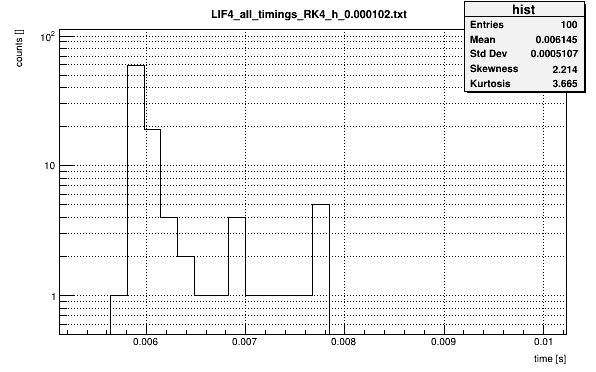 LIF4_all_timings_RK4_h_0.000102.txt
hist
Entries 100
Mean 0.006145
Std Dev 0.0005107
Skewness 2.214
Kurtosis 3.665
counts []
10²
10
1
0.006 0.007 0.008 0.009 0.01
time [s]